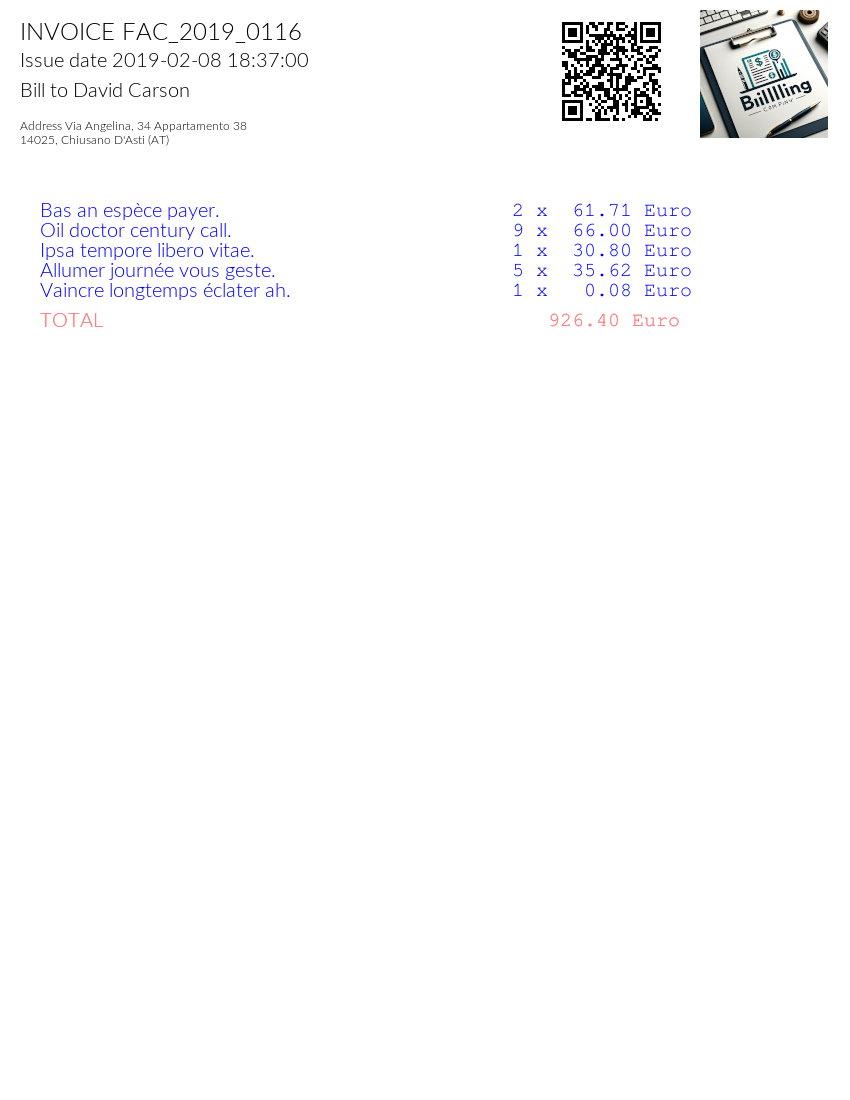 INVOICE FAC_2019_0116
Issue date 2019-02-08 18:37:00
Bill to David Carson
Address Via Angelina, 34 Appartamento 38
14025, Chiusano D'Asti (AT)
Biilllling
COMPANY
Bas an espèce payer. 2 x 61.71 Euro
Oil doctor century call. 9 x 66.00 Euro
Ipsa tempore libero vitae. 1 x 30.80 Euro
Allumer journée vous geste. 5 x 35.62 Euro
Vaincre longtemps éclater ah. 1 x 0.08 Euro
TOTAL 926.40 Euro